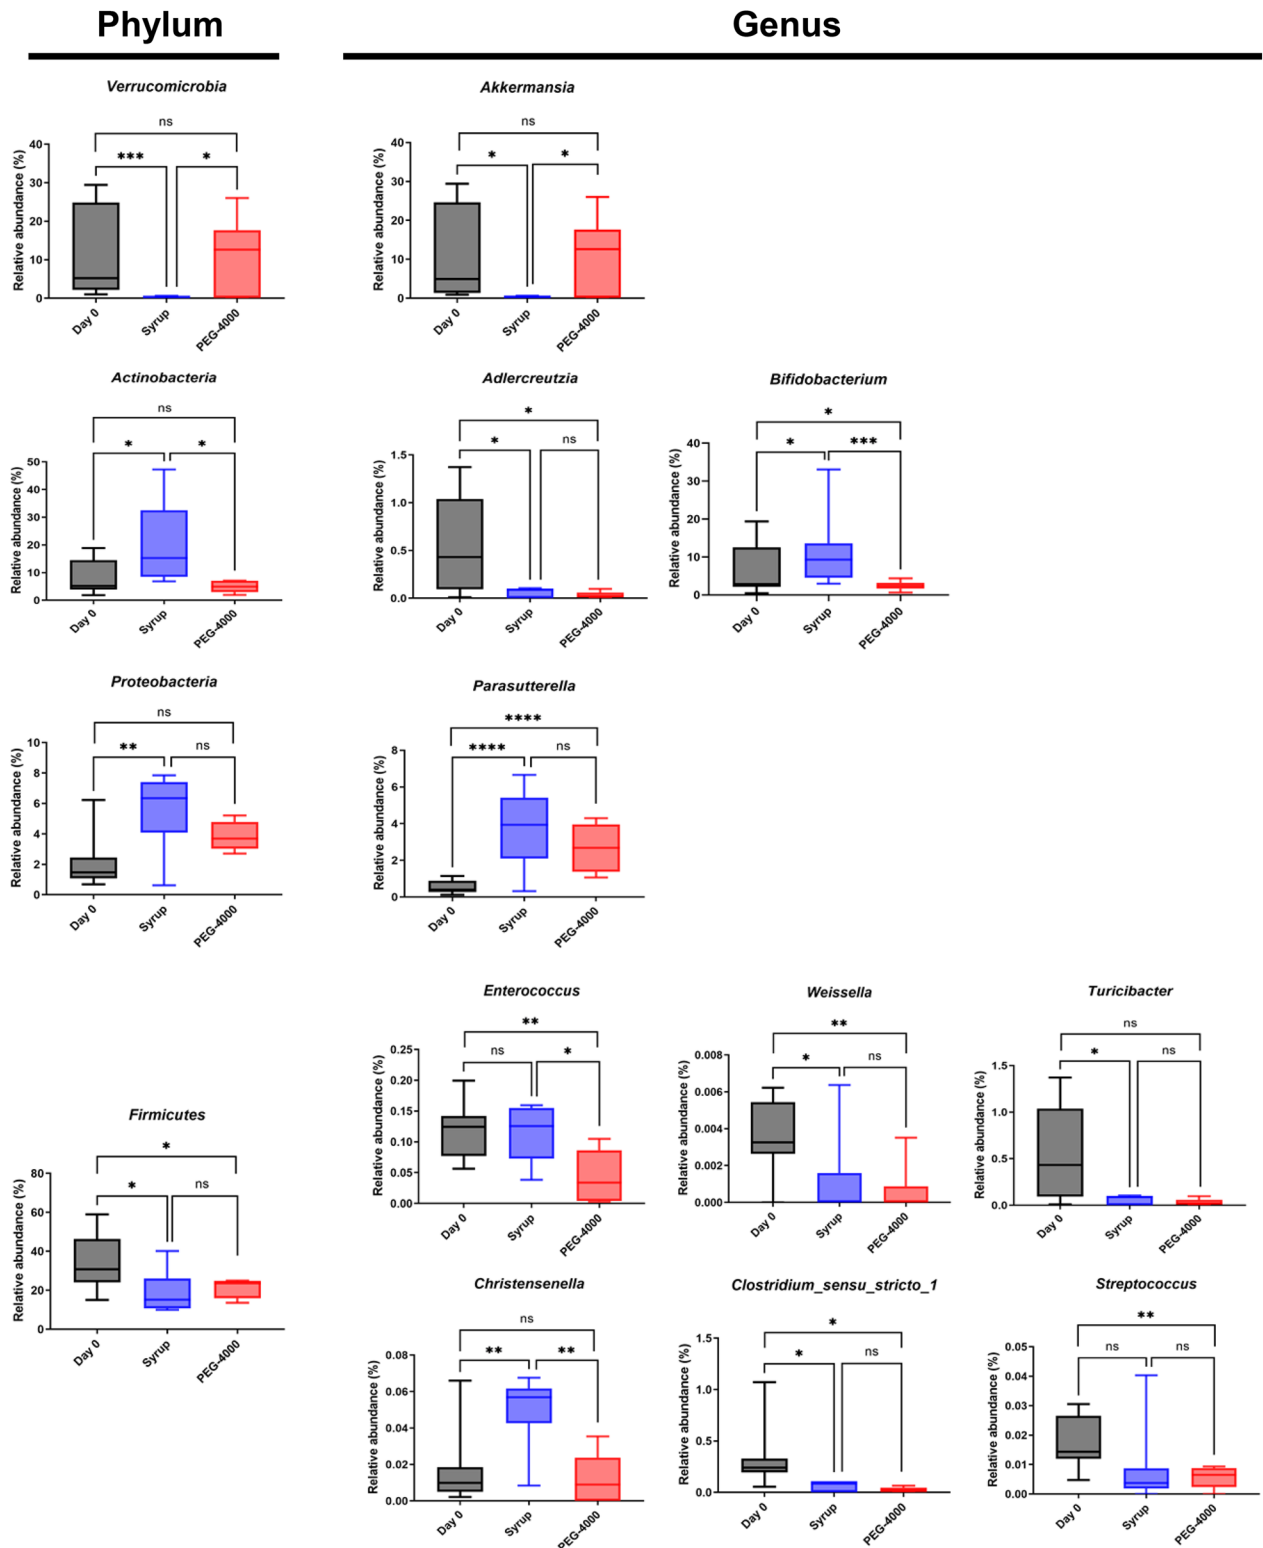 Phylum
Genus
Verrucomicrobia
ns
***
*
Relative abundance (%)
40
30
20
10
0
Day 0
Syrup
PEG-4000
Akkermansia
ns
*
*
Relative abundance (%)
40
30
20
10
0
Day 0
Syrup
PEG-4000
Actinobacteria
ns
*
*
Relative abundance (%)
50
40
30
20
10
0
Day 0
Syrup
PEG-4000
Adlercreutzia
*
*
ns
Relative abundance (%)
1.5
1.0
0.5
0.0
Day 0
Syrup
PEG-4000
Bifidobacterium
*
*
***
Relative abundance (%)
40
30
20
10
0
Day 0
Syrup
PEG-4000
Proteobacteria
ns
**
ns
Relative abundance (%)
10
8
6
4
2
0
Day 0
Syrup
PEG-4000
Parasutterella
****
****
ns
Relative abundance (%)
8
6
4
2
0
Day 0
Syrup
PEG-4000
Firmicutes
*
*
ns
Relative abundance (%)
80
60
40
20
0
Day 0
Syrup
PEG-4000
Enterococcus
**
ns
*
Relative abundance (%)
0.25
0.20
0.15
0.10
0.05
0.00
Day 0
Syrup
PEG-4000
Weissella
**
*
ns
Relative abundance (%)
0.008
0.006
0.004
0.002
0.000
Day 0
Syrup
PEG-4000
Turicibacter
ns
*
ns
Relative abundance (%)
1.5
1.0
0.5
0.0
Day 0
Syrup
PEG-4000
Christensenella
ns
**
**
Relative abundance (%)
0.08
0.06
0.04
0.02
0.00
Day 0
Syrup
PEG-4000
Clostridium_sensu_stricto_1
*
*
ns
Relative abundance (%)
1.5
1.0
0.5
0.0
Day 0
Syrup
PEG-4000
Streptococcus
**
ns
ns
Relative abundance (%)
0.05
0.04
0.03
0.02
0.01
0.00
Day 0
Syrup
PEG-4000